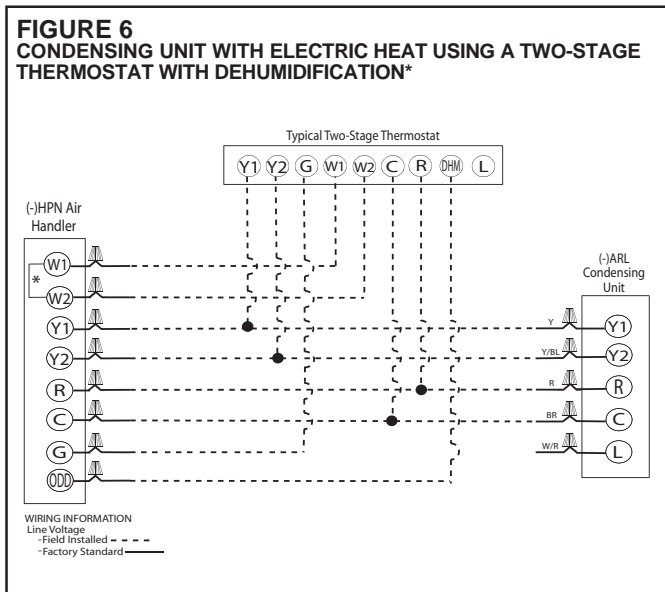 FIGURE 6
CONDENSING UNIT WITH ELECTRIC HEAT USING A TWO-STAGE
THERMOSTAT WITH DEHUMIDIFICATION*
Typical Two-Stage Thermostat
Y1 Y2 G W1 W2 C R DHM L
(-)HPN Air
Handler
W1
*
W2
Y1
Y2
R
C
G
ODD
(-)ARL
Condensing
Unit
Y Y1
Y/BL Y2
R R
BR C
W/R L
WIRING INFORMATION
Line Voltage
-Field Installed
-Factory Standard